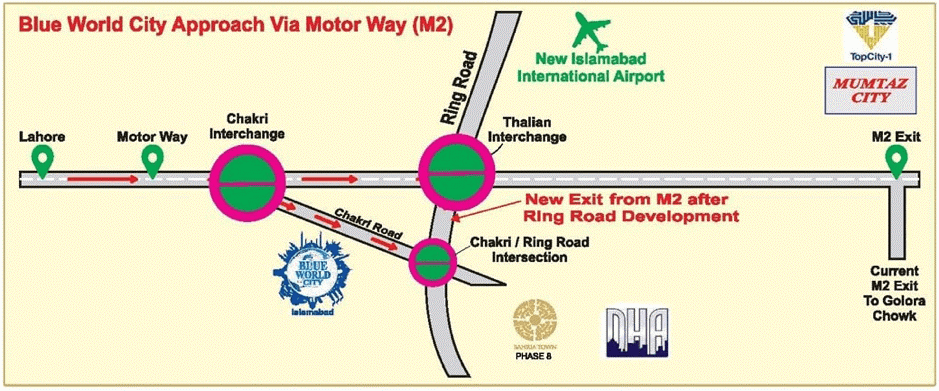 Blue World City Approach Via Motor Way (M2)
New Islamabad
International Airport
TopCity-1
MUMTAZ
CITY
Ring Road
Chakri
Interchange
Thalian
Interchange
Lahore
Motor Way
M2 Exit
New Exit from M2 after
Ring Road Development
Chakri Road
Chakri / Ring Road
Intersection
BLUE
WORLD
CITY
Islamabad
Current
M2 Exit
To Golora
Chowk
PHASE 8
DHA